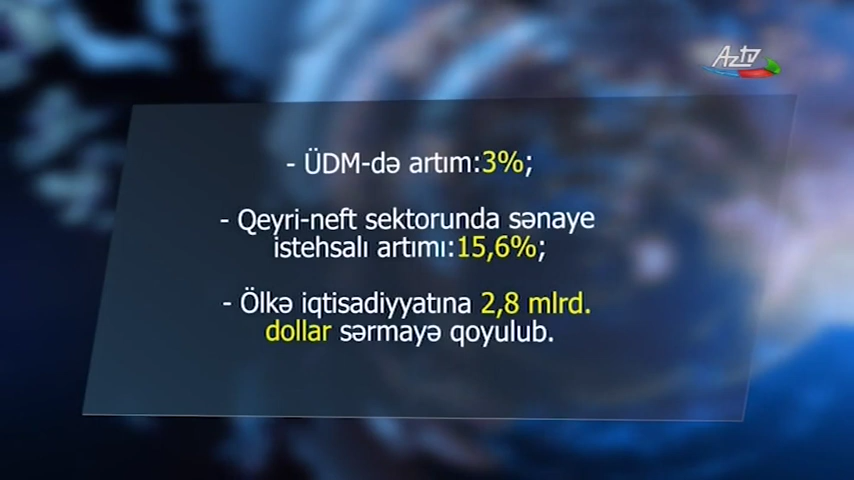 Aztv
- ÜDM-də artım:3%;
- Qeyri-neft sektorunda sənaye
istehsalı artımı:15,6%;
- Ölkə iqtisadiyyatına 2,8 mlrd.
dollar sərmayə qoyulub.